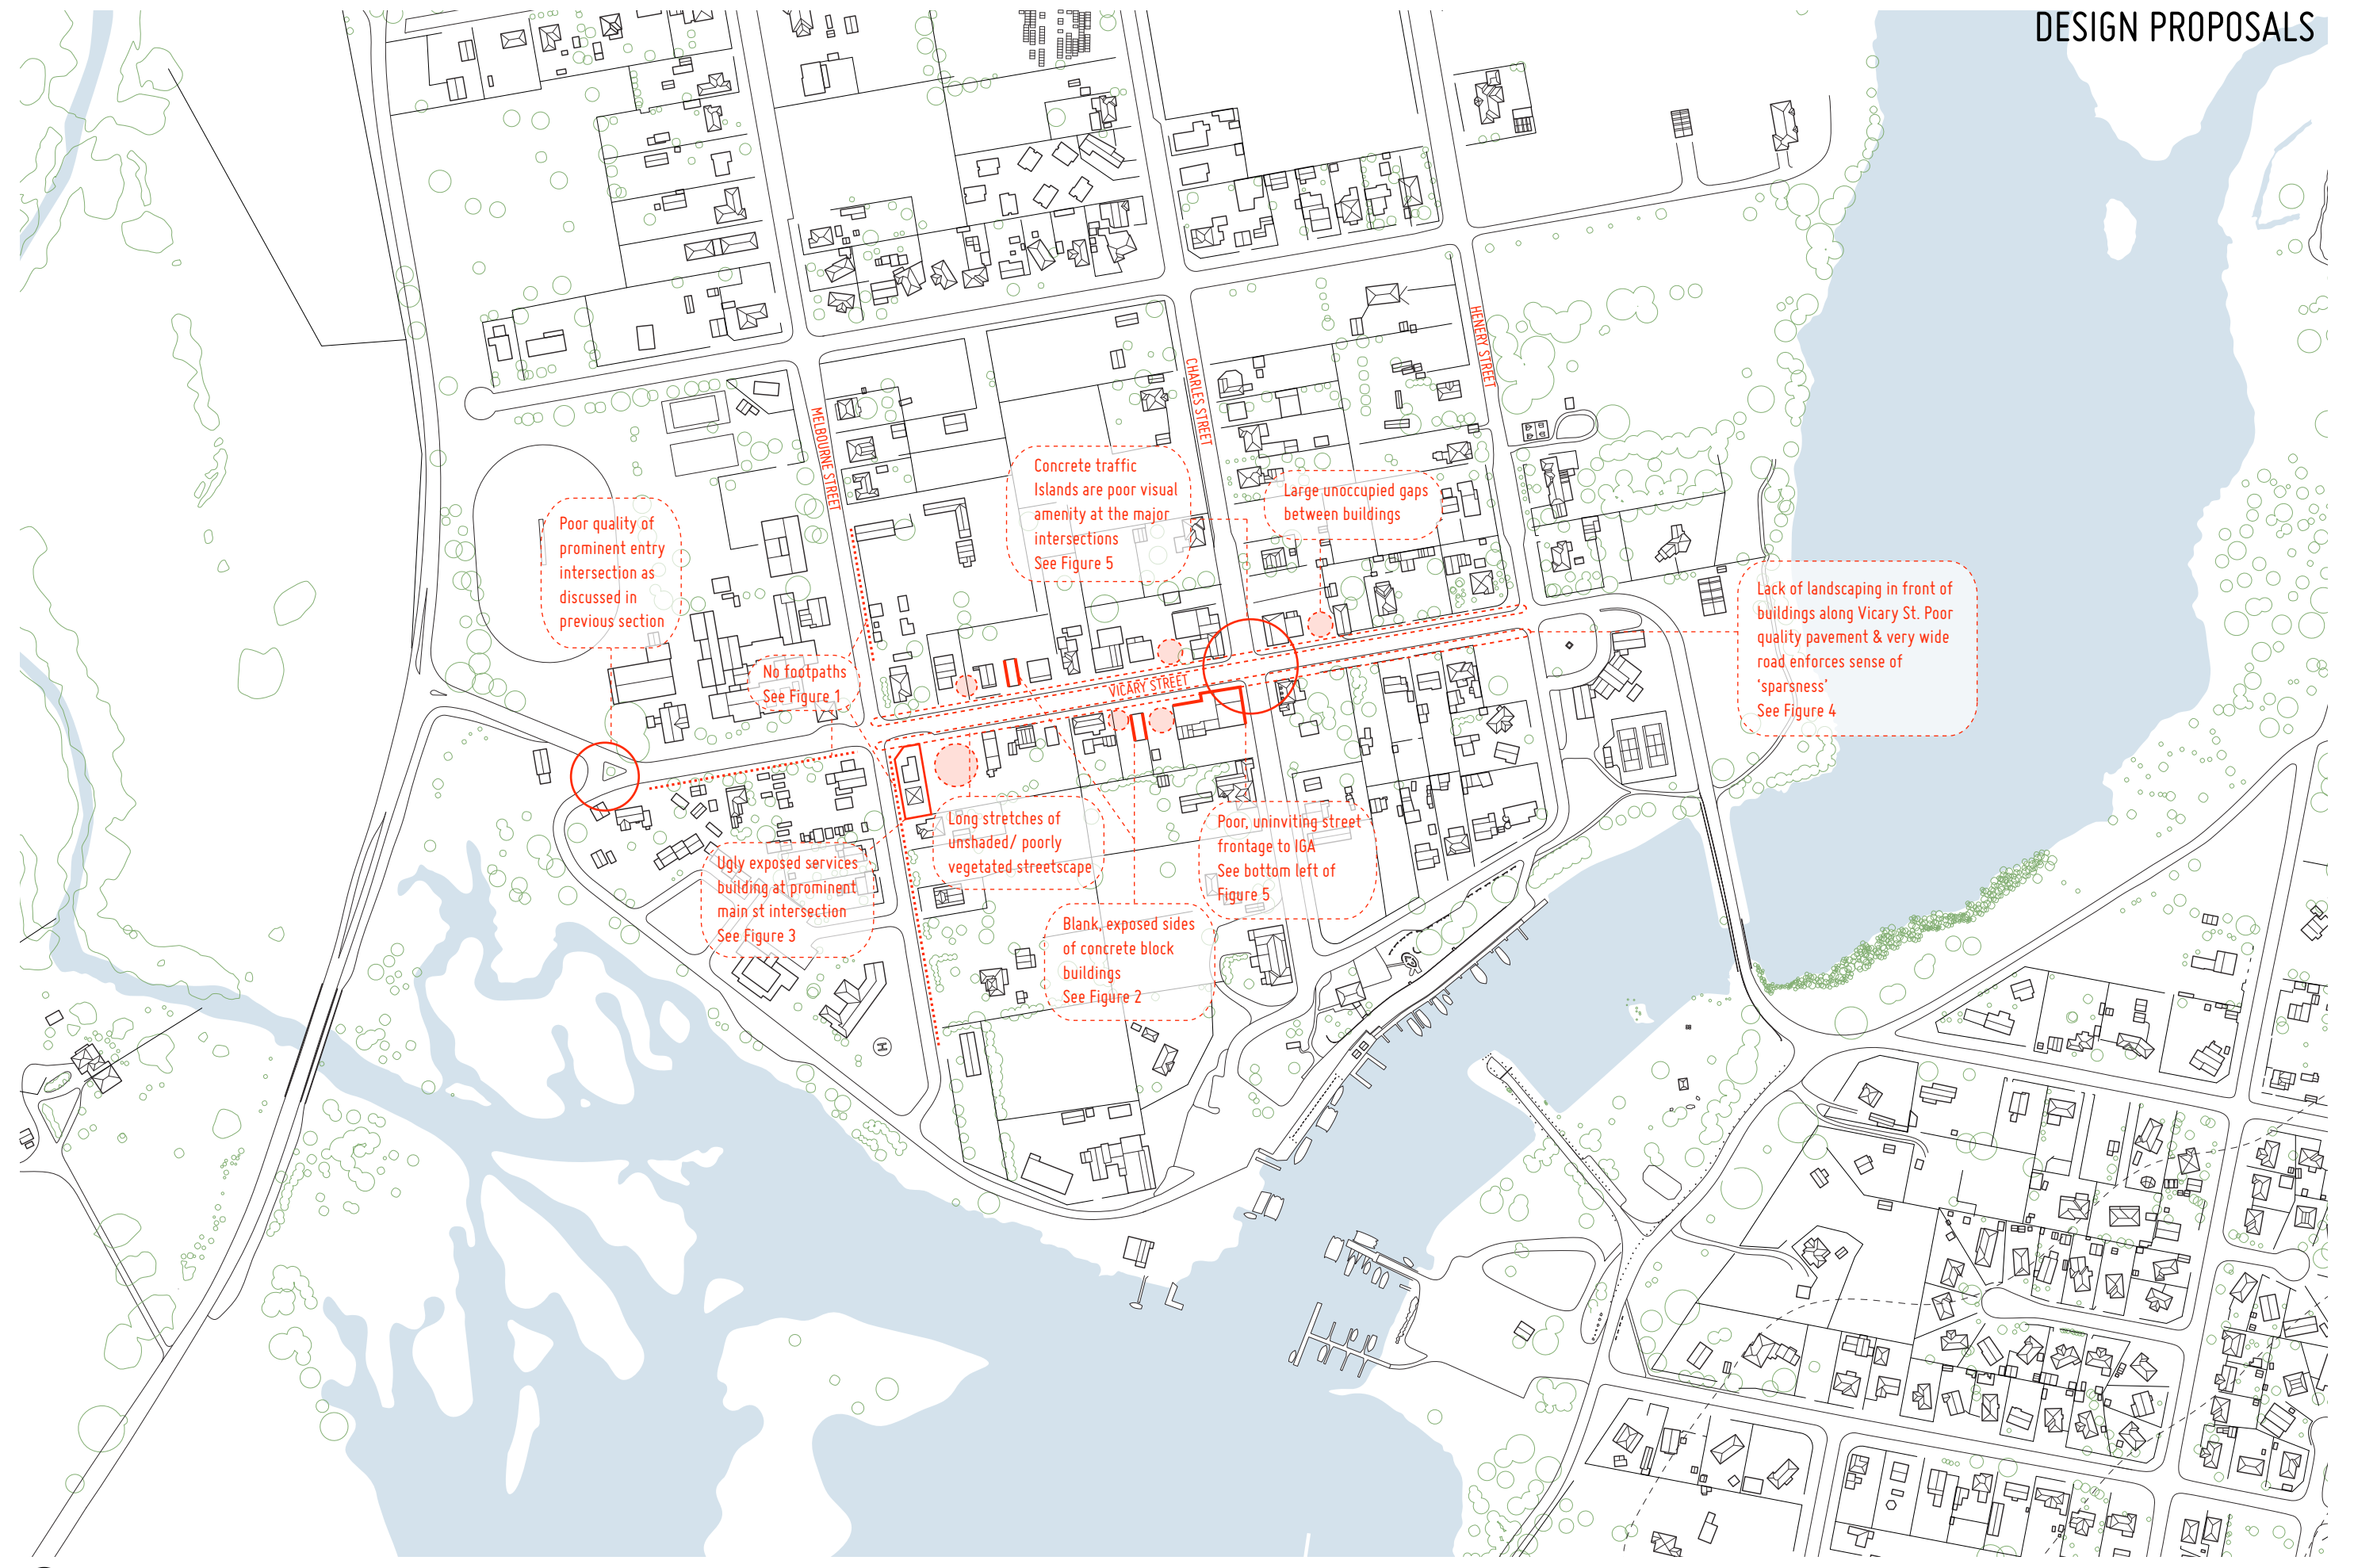 DESIGN PROPOSALS
HENERY STREET
CHARLES STREET
MELBOURNE STREET
Concrete traffic
Islands are poor visual
amenity at the major
intersections
See Figure 5
Large unoccupied gaps
between buildings
Poor quality of
prominent entry
intersection as
discussed in
previous section
Lack of landscaping in front of
buildings along Vicary St. Poor
quality pavement & very wide
road enforces sense of
‘sparsness’
See Figure 4
No footpaths
See Figure 1
VICARY STREET
Long stretches of
unshaded/ poorly
vegetated streetscape
Poor, uninviting street
frontage to IGA
See bottom left of
Figure 5
Ugly exposed services
building at prominent
main st intersection
See Figure 3
Blank, exposed sides
of concrete block
buildings
See Figure 2
H